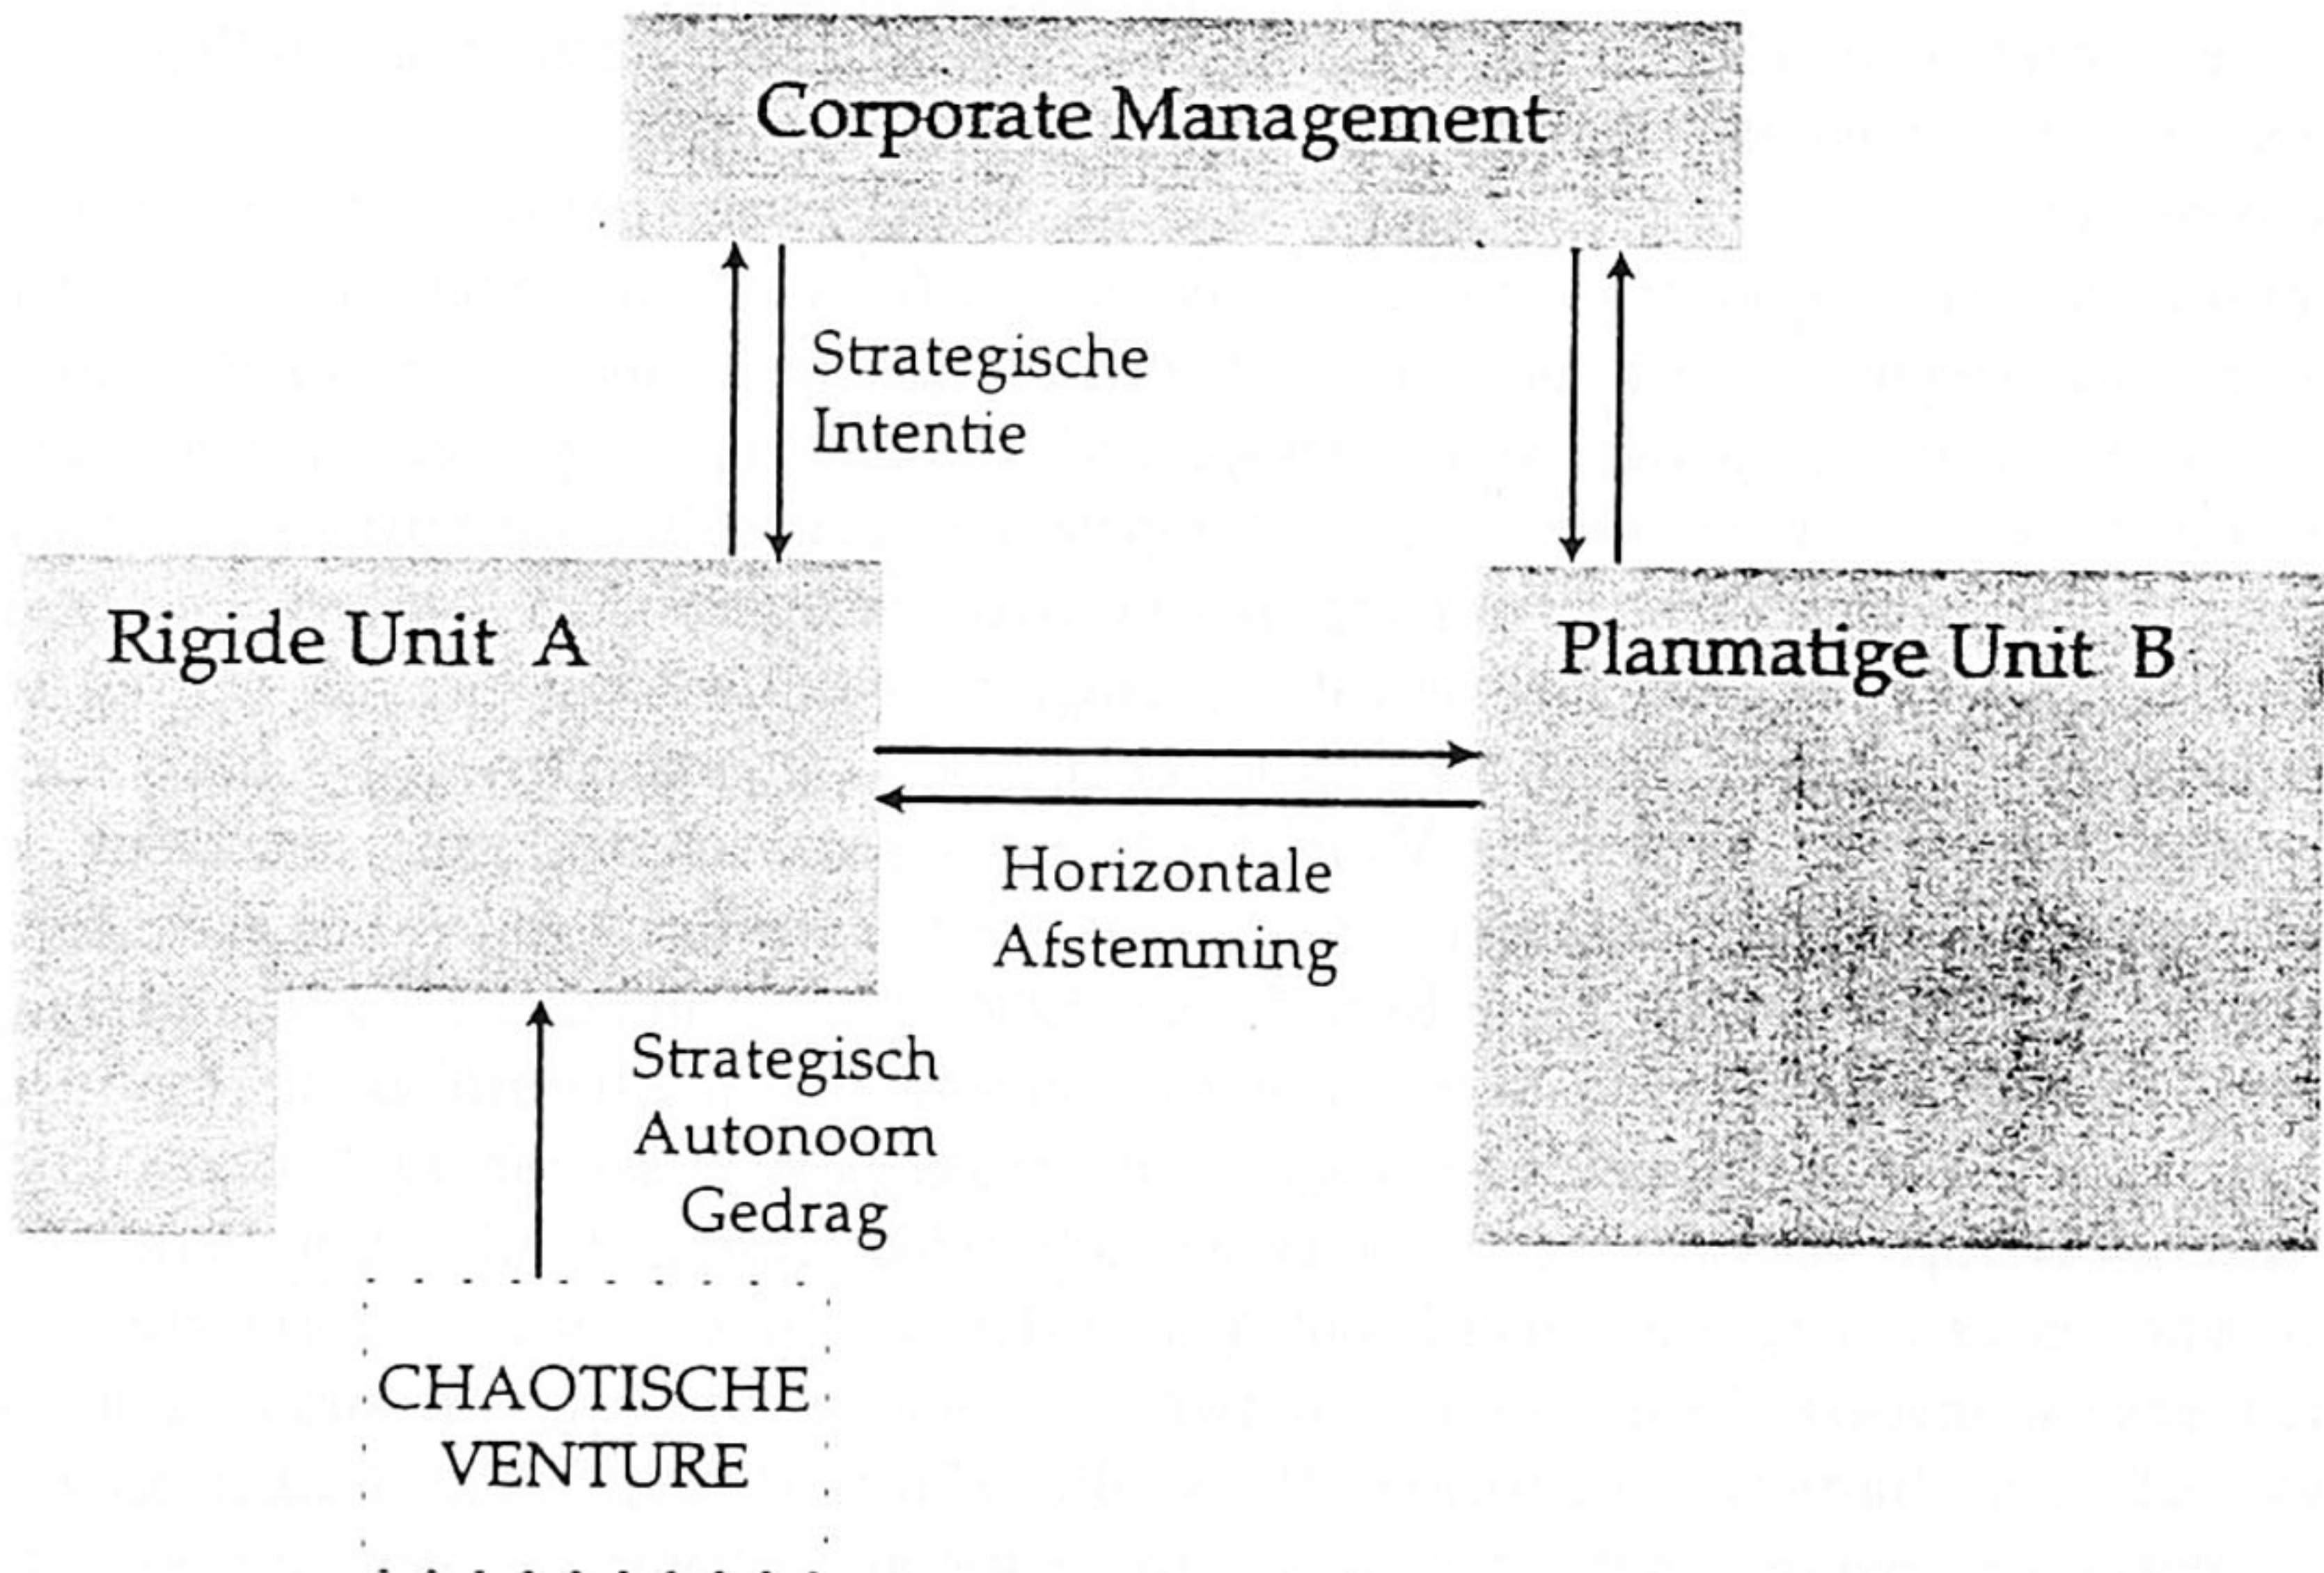 Corporate Management
Strategische
Intentie
Rigide Unit A
Planmatige Unit B
Horizontale
Afstemming
Strategisch
Autonoom
Gedrag
CHAOTISCHE
VENTURE